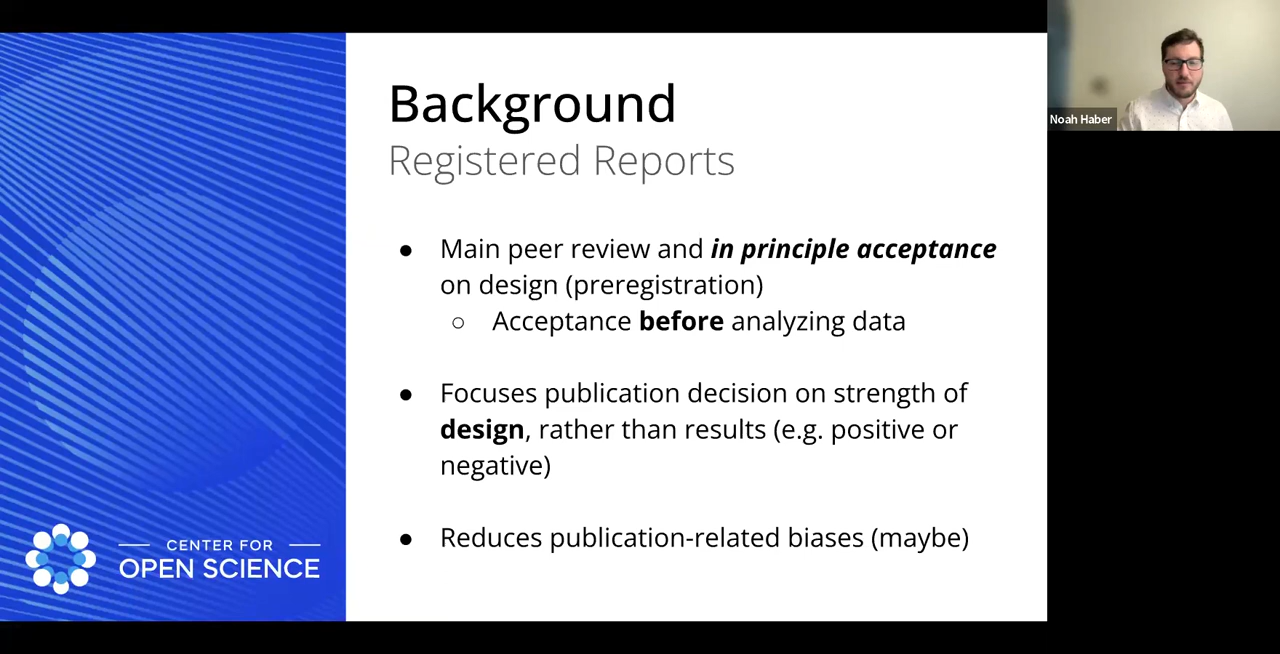 Background
Registered Reports
● Main peer review and in principle acceptance
on design (preregistration)
○ Acceptance before analyzing data
● Focuses publication decision on strength of
design, rather than results (e.g. positive or
negative)
● Reduces publication-related biases (maybe)
CENTER FOR
OPEN SCIENCE
Noah Haber